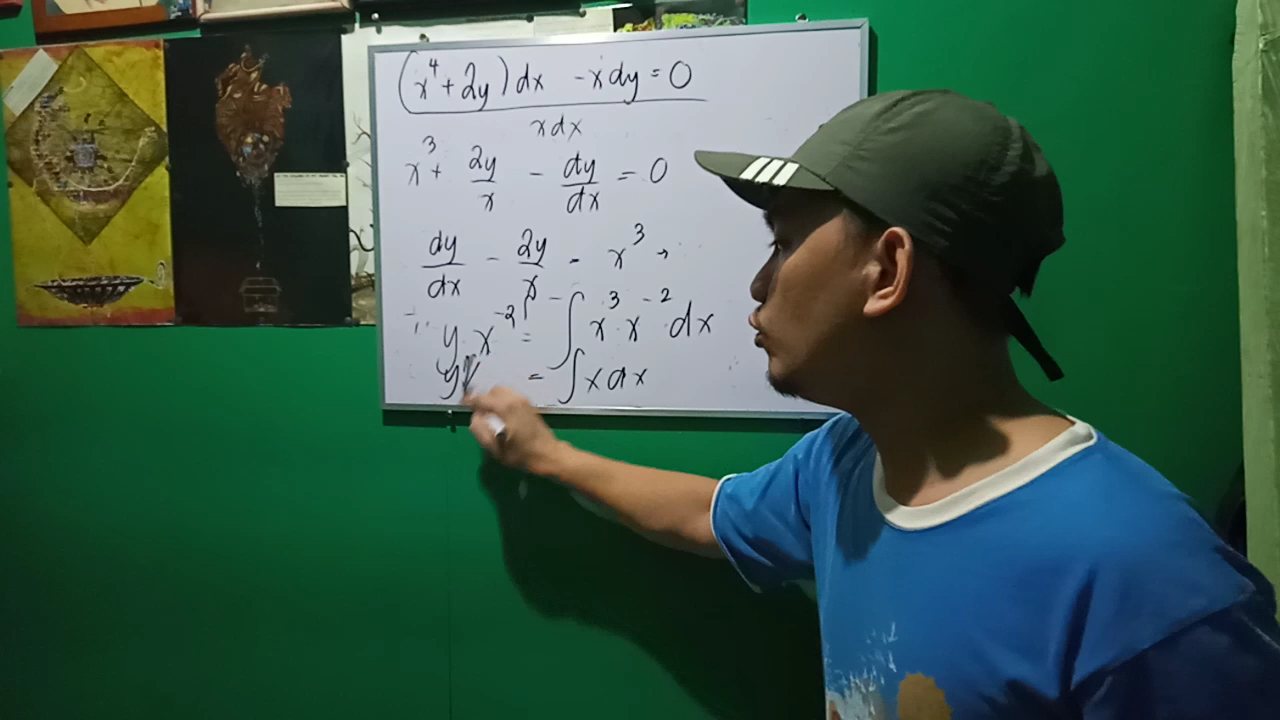 (x⁴ + 2y) dx - x dy = 0
x dx
x³ + 2y/x - dy/dx = 0
dy/dx - 2y/x = x³
y x⁻² = ∫ x³ · x⁻² dx
y = ∫ x dx